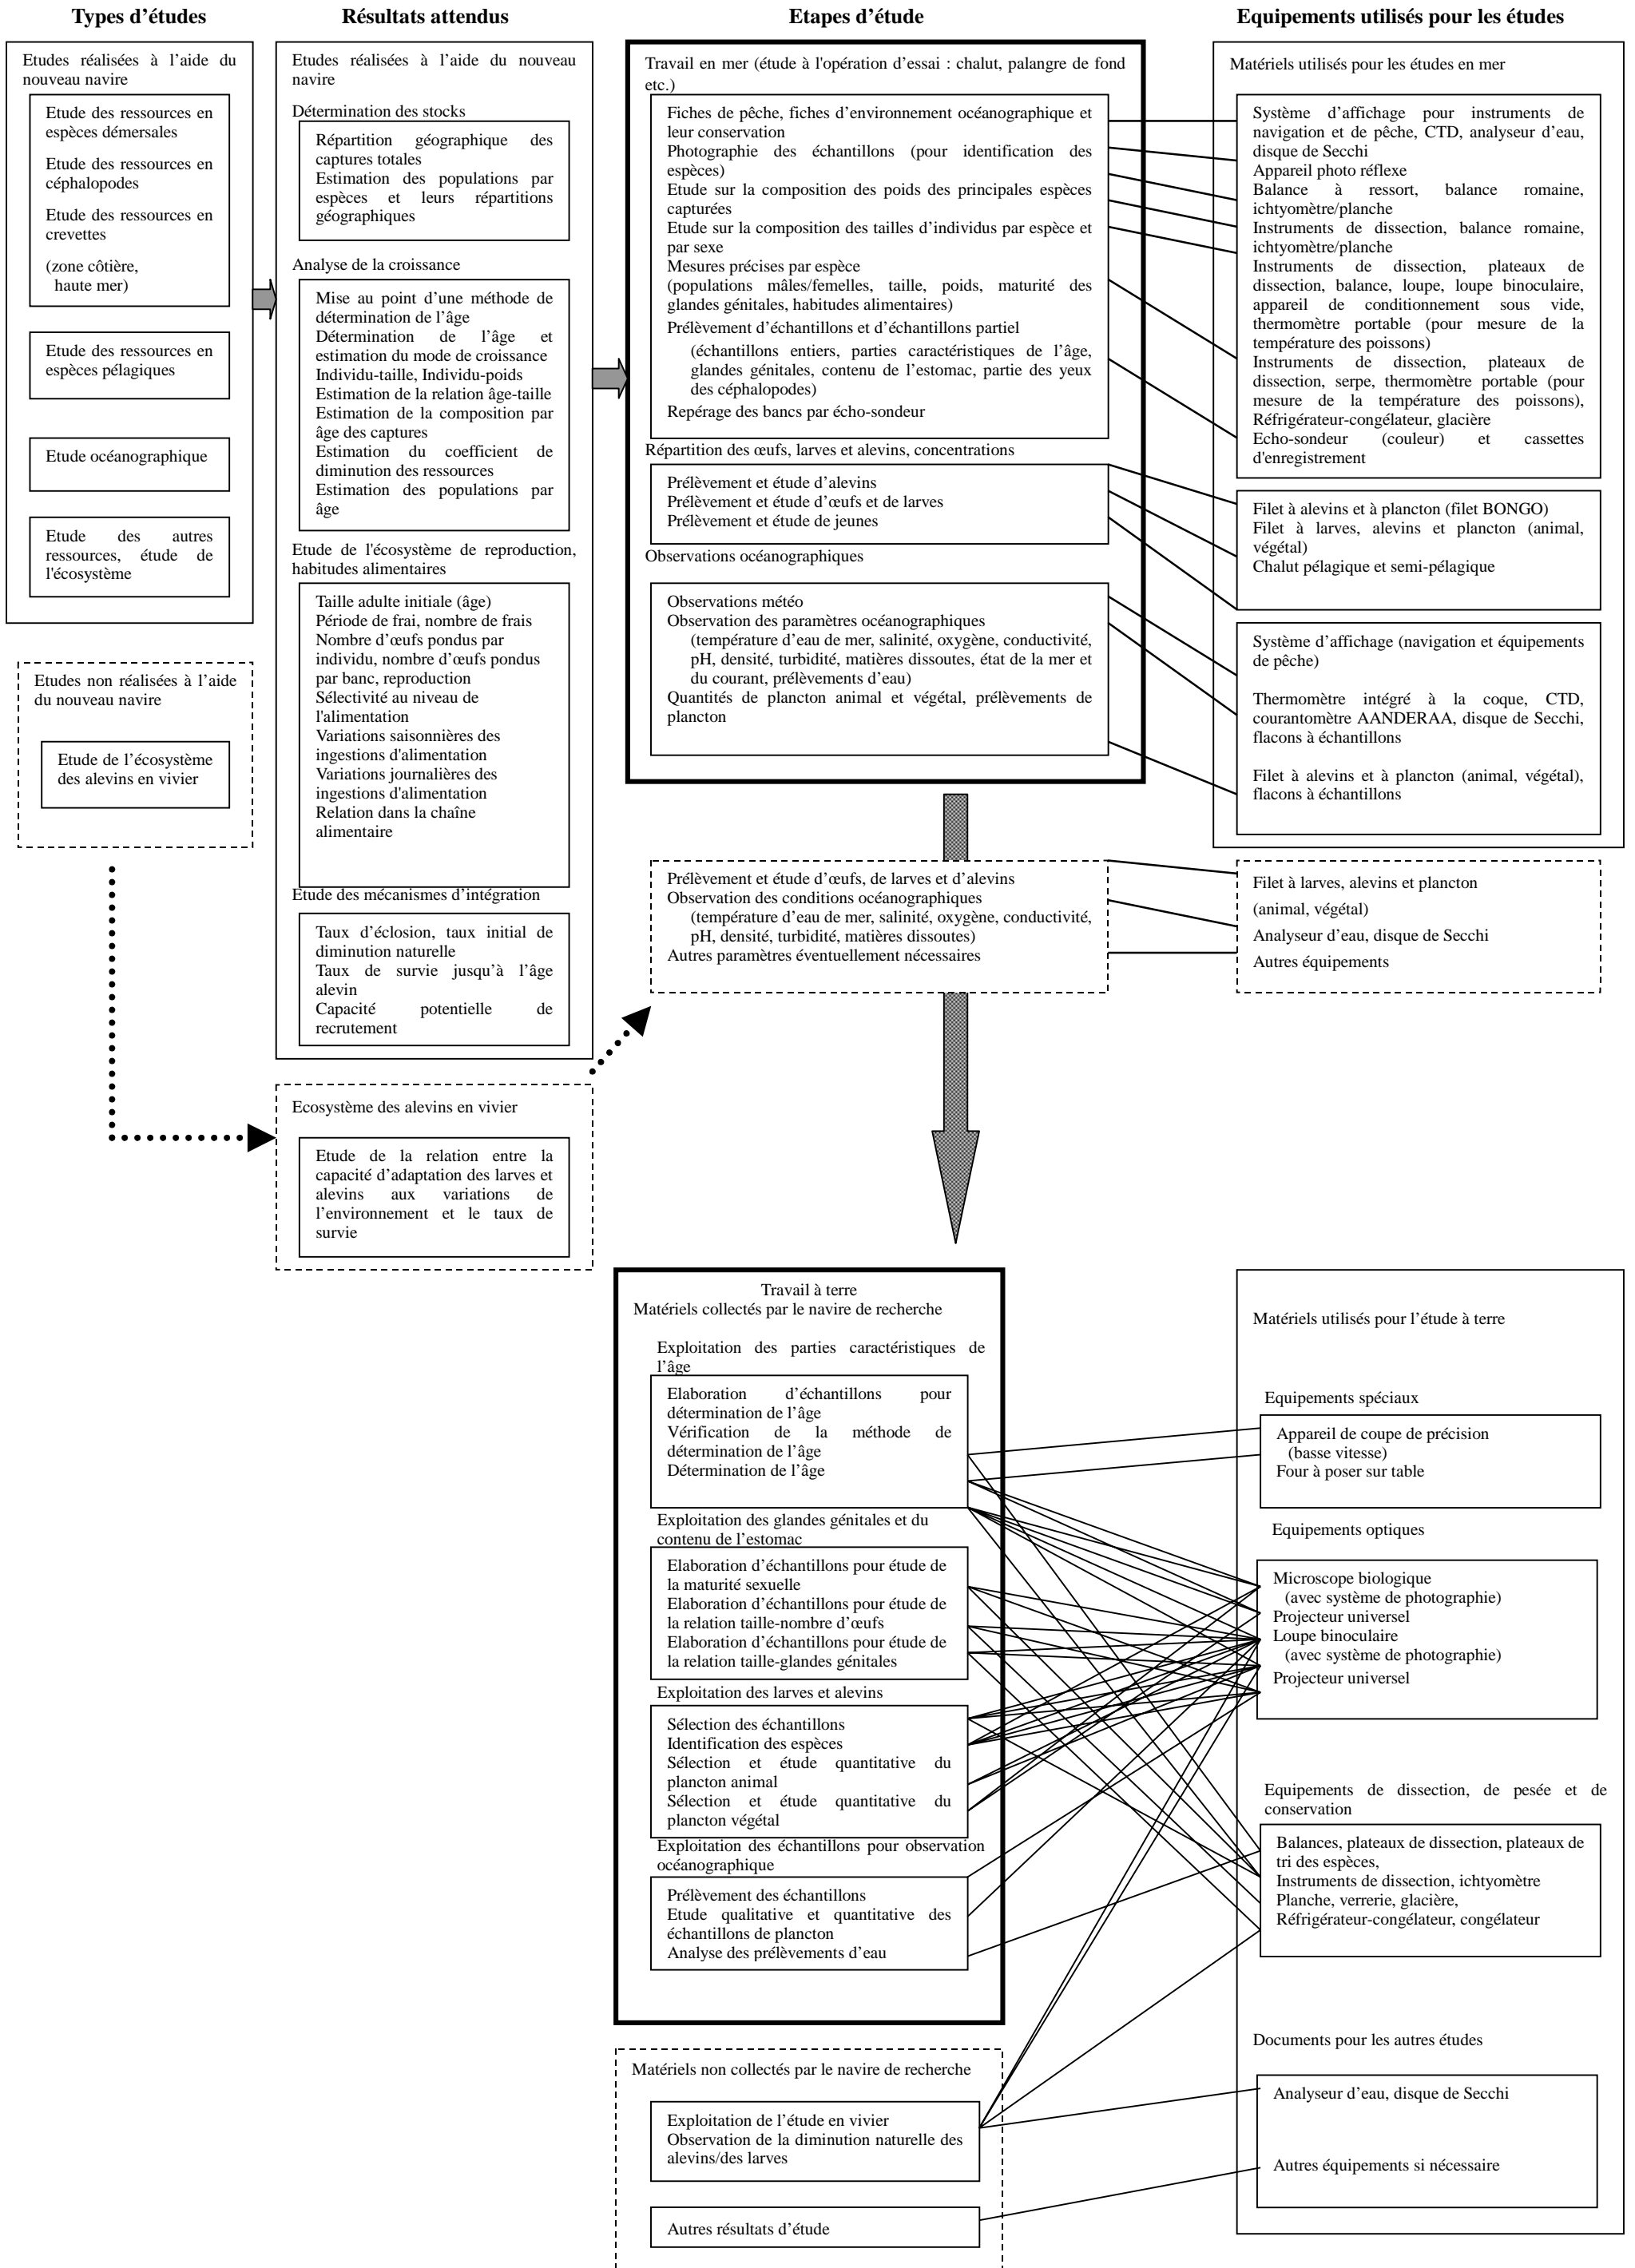 Types d'études
Résultats attendus
Etapes d'étude
Equipements utilisés pour les études
Etudes réalisées à l'aide du
nouveau navire
Etude des ressources en
espèces démersales
Etude des ressources en
céphalopodes
Etude des ressources en
crevettes
(zone côtière,
haute mer)
Etude des ressources en
espèces pélagiques
Etude océanographique
Etude des autres
ressources, étude de
l'écosystème
Etudes non réalisées à l'aide
du nouveau navire
Etude de l'écosystème
des alevins en vivier
Etudes réalisées à l'aide du nouveau
navire
Détermination des stocks
Répartition géographique des
captures totales
Estimation des populations par
espèces et leurs répartitions
géographiques
Analyse de la croissance
Mise au point d'une méthode de
détermination de l'âge
Détermination de l'âge et
estimation du mode de croissance
Individu-taille, Individu-poids
Estimation de la relation âge-taille
Estimation de la composition par
âge des captures
Estimation du coefficient de
diminution des ressources
Estimation des populations par
âge
Etude de l'écosystème de reproduction,
habitudes alimentaires
Taille adulte initiale (âge)
Période de frai, nombre de frais
Nombre d'œufs pondus par
individu, nombre d'œufs pondus
par banc, reproduction
Sélectivité au niveau de
l'alimentation
Variations saisonnières des
ingestions d'alimentation
Variations journalières des
ingestions d'alimentation
Relation dans la chaîne
alimentaire
Etude des mécanismes d'intégration
Taux d'éclosion, taux initial de
diminution naturelle
Taux de survie jusqu'à l'âge
alevin
Capacité potentielle de
recrutement
Ecosystème des alevins en vivier
Etude de la relation entre la
capacité d'adaptation des larves et
alevins aux variations de
l'environnement et le taux de
survie
Travail en mer (étude à l'opération d'essai : chalut, palangre de fond
etc.)
Fiches de pêche, fiches d'environnement océanographique et
leur conservation
Photographie des échantillons (pour identification des
espèces)
Etude sur la composition des poids des principales espèces
capturées
Etude sur la composition des tailles d'individus par espèce et
par sexe
Mesures précises par espèce
(populations mâles/femelles, taille, poids, maturité des
glandes génitales, habitudes alimentaires)
Prélèvement d'échantillons et d'échantillons partiel
(échantillons entiers, parties caractéristiques de l'âge,
glandes génitales, contenu de l'estomac, partie des yeux
des céphalopodes)
Repérage des bancs par écho-sondeur
Répartition des œufs, larves et alevins, concentrations
Prélèvement et étude d'alevins
Prélèvement et étude d'œufs et de larves
Prélèvement et étude de jeunes
Observations océanographiques
Observations météo
Observation des paramètres océanographiques
(température d'eau de mer, salinité, oxygène, conductivité,
pH, densité, turbidité, matières dissoutes, état de la mer et
du courant, prélèvements d'eau)
Quantités de plancton animal et végétal, prélèvements de
plancton
Prélèvement et étude d'œufs, de larves et d'alevins
Observation des conditions océanographiques
(température d'eau de mer, salinité, oxygène, conductivité,
pH, densité, turbidité, matières dissoutes)
Autres paramètres éventuellement nécessaires
Matériels utilisés pour les études en mer
Système d'affichage pour instruments de
navigation et de pêche, CTD, analyseur d'eau,
disque de Secchi
Appareil photo réflexe
Balance à ressort, balance romaine,
ichtyomètre/planche
Instruments de dissection, balance romaine,
ichtyomètre/planche
Instruments de dissection, plateaux de
dissection, balance, loupe, loupe binoculaire,
appareil de conditionnement sous vide,
thermomètre portable (pour mesure de la
température des poissons)
Instruments de dissection, plateaux de
dissection, serpe, thermomètre portable (pour
mesure de la température des poissons),
Réfrigérateur-congélateur, glacière
Echo-sondeur (couleur) et cassettes
d'enregistrement
Filet à alevins et à plancton (filet BONGO)
Filet à larves, alevins et plancton (animal,
végétal)
Chalut pélagique et semi-pélagique
Système d'affichage (navigation et équipements
de pêche)
Thermomètre intégré à la coque, CTD,
courantomètre AANDERAA, disque de Secchi,
flacons à échantillons
Filet à alevins et à plancton (animal, végétal),
flacons à échantillons
Filet à larves, alevins et plancton
(animal, végétal)
Analyseur d'eau, disque de Secchi
Autres équipements
Travail à terre
Matériels collectés par le navire de recherche
Exploitation des parties caractéristiques de
l'âge
Elaboration d'échantillons pour
détermination de l'âge
Vérification de la méthode de
détermination de l'âge
Détermination de l'âge
Exploitation des glandes génitales et du
contenu de l'estomac
Elaboration d'échantillons pour étude de
la maturité sexuelle
Elaboration d'échantillons pour étude de
la relation taille-nombre d'œufs
Elaboration d'échantillons pour étude de
la relation taille-glandes génitales
Exploitation des larves et alevins
Sélection des échantillons
Identification des espèces
Sélection et étude quantitative du
plancton animal
Sélection et étude quantitative du
plancton végétal
Exploitation des échantillons pour observation
océanographique
Prélèvement des échantillons
Etude qualitative et quantitative des
échantillons de plancton
Analyse des prélèvements d'eau
Matériels non collectés par le navire de recherche
Exploitation de l'étude en vivier
Observation de la diminution naturelle des
alevins/des larves
Autres résultats d'étude
Matériels utilisés pour l'étude à terre
Equipements spéciaux
Appareil de coupe de précision
(basse vitesse)
Four à poser sur table
Equipements optiques
Microscope biologique
(avec système de photographie)
Projecteur universel
Loupe binoculaire
(avec système de photographie)
Projecteur universel
Equipements de dissection, de pesée et de
conservation
Balances, plateaux de dissection, plateaux de
tri des espèces,
Instruments de dissection, ichtyomètre
Planche, verrerie, glacière,
Réfrigérateur-congélateur, congélateur
Documents pour les autres études
Analyseur d'eau, disque de Secchi
Autres équipements si nécessaire